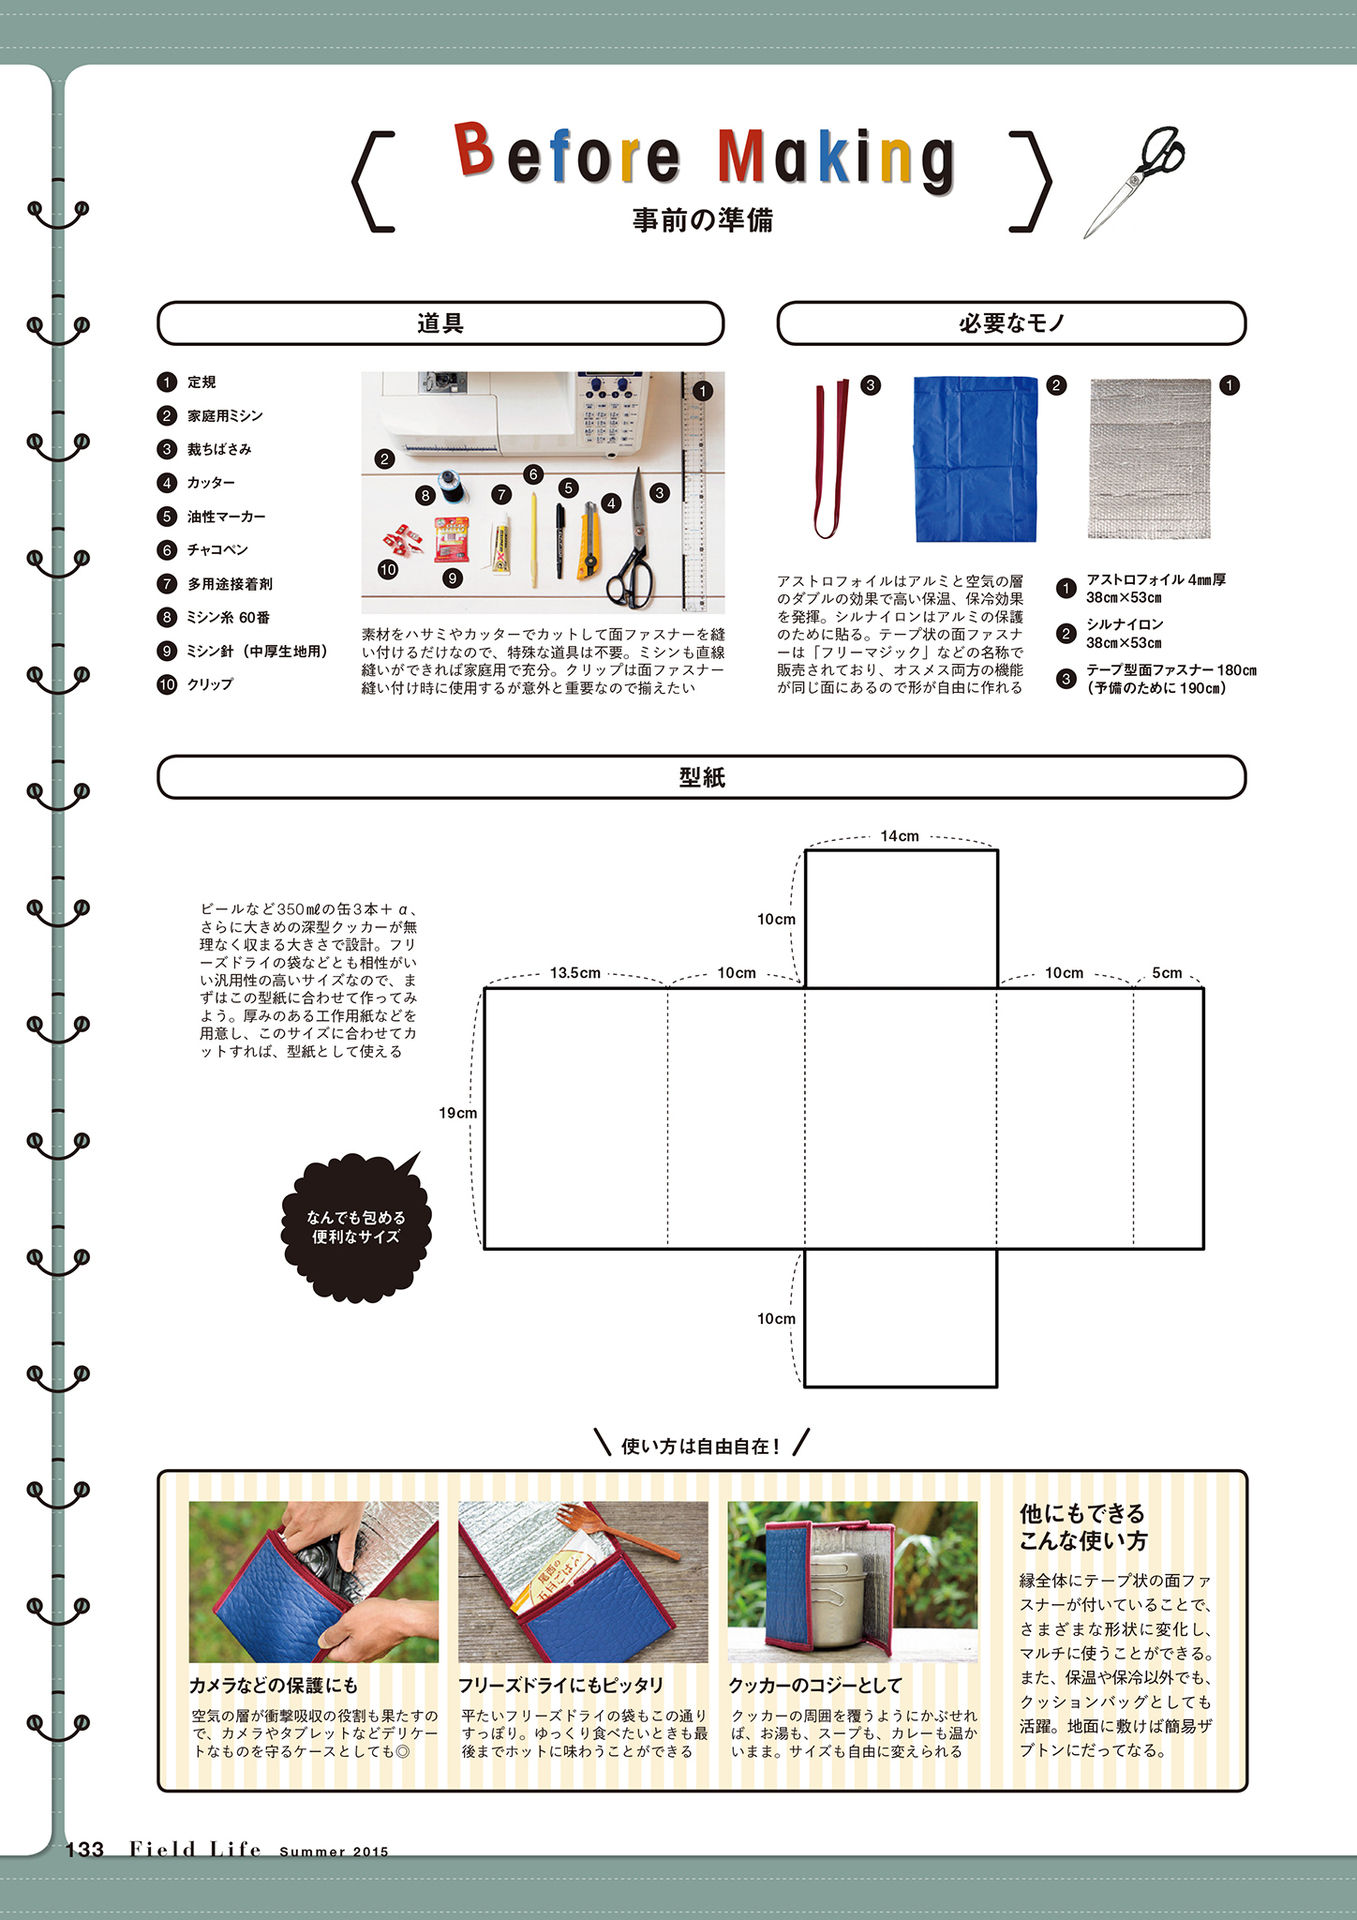 Before Making
事前の準備
道具
1 定規
2 家庭用ミシン
3 裁ちばさみ
4 カッター
5 油性マーカー
6 チャコペン
7 多用途接着剤
8 ミシン糸 60番
9 ミシン針（中厚生地用）
10 クリップ
1
2
3
4
5
6
7
8
9
10
素材をハサミやカッターでカットして面ファスナーを縫
い付けるだけなので、特殊な道具は不要。ミシンも直線
縫いができれば家庭用で充分。クリップは面ファスナー
縫い付け時に使用するが意外と重要なので揃えたい
必要なモノ
3
2
1
アストロフォイルはアルミと空気の層
のダブルの効果で高い保温、保冷効果
を発揮。シルナイロンはアルミの保護
のために貼る。テープ状の面ファスナ
ーは「フリーマジック」などの名称で
販売されており、オスメス両方の機能
が同じ面にあるので形が自由に作れる
1 アストロフォイル 4㎜厚
38㎝×53㎝
2 シルナイロン
38㎝×53㎝
3 テープ型面ファスナー 180㎝
（予備のために 190㎝）
型紙
ビールなど350㎖の缶3本＋α、
さらに大きめの深型クッカーが無
理なく収まる大きさで設計。フリ
ーズドライの袋などとも相性がい
い汎用性の高いサイズなので、ま
ずはこの型紙に合わせて作ってみ
よう。厚みのある工作用紙などを
用意し、このサイズに合わせてカ
ットすれば、型紙として使える
なんでも包める
便利なサイズ
14cm
10cm
13.5cm
10cm
10cm
5cm
19cm
10cm
使い方は自由自在！
尾西の
五目ごはん
カメラなどの保護にも
空気の層が衝撃吸収の役割も果たすの
で、カメラやタブレットなどデリケー
トなものを守るケースとしても◎
フリーズドライにもピッタリ
平たいフリーズドライの袋もこの通り
すっぽり。ゆっくり食べたいときも最
後までホットに味わうことができる
クッカーのコジーとして
クッカーの周囲を覆うようにかぶせれ
ば、お湯も、スープも、カレーも温か
いまま。サイズも自由に変えられる
他にもできる
こんな使い方
縁全体にテープ状の面ファ
スナーが付いていることで、
さまざまな形状に変化し、
マルチに使うことができる。
また、保温や保冷以外でも、
クッションバッグとしても
活躍。地面に敷けば簡易ザ
ブトンにだってなる。
133 Field Life Summer 2015